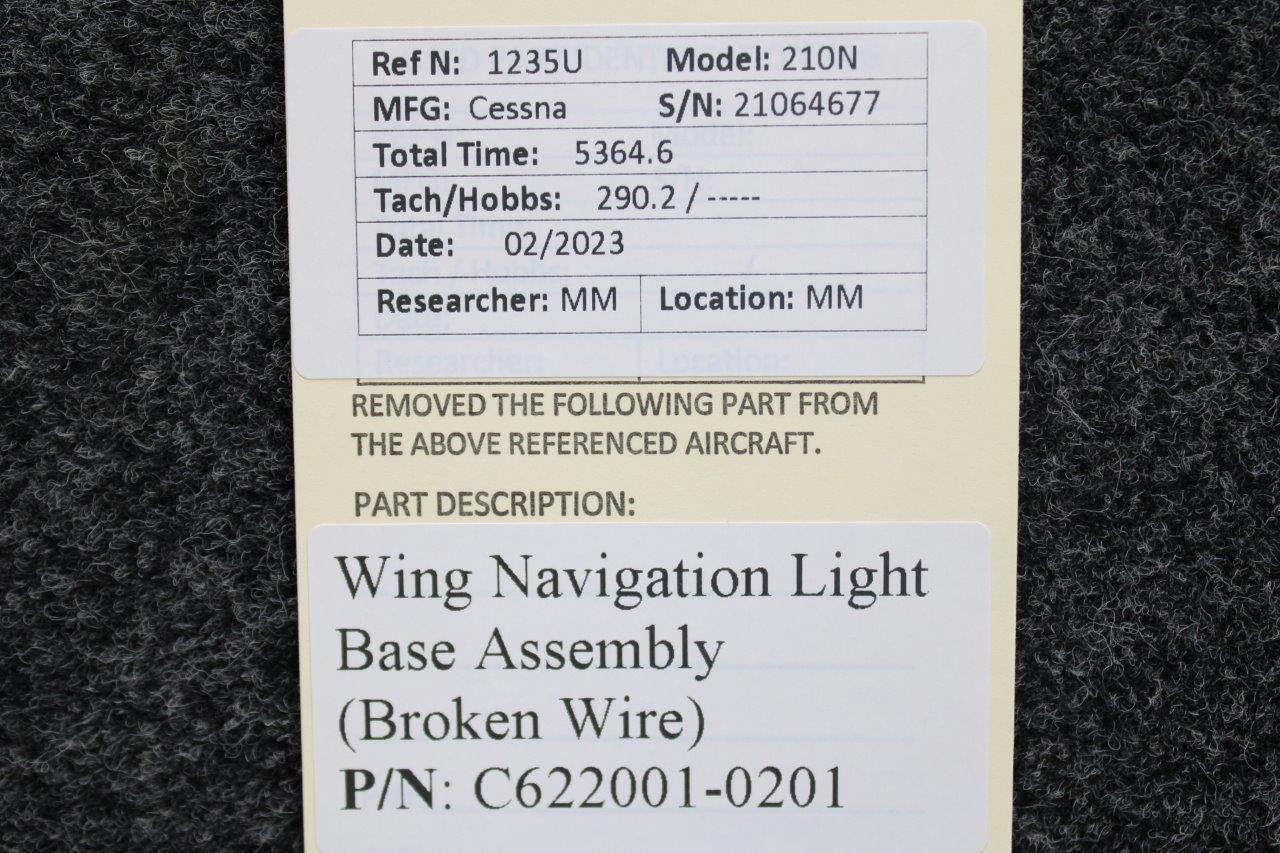 Ref N: 1235U Model: 210N
MFG: Cessna S/N: 21064677
Total Time: 5364.6
Tach/Hobbs: 290.2 / -----
Date: 02/2023
Researcher: MM Location: MM
Researcher: Location:
REMOVED THE FOLLOWING PART FROM
THE ABOVE REFERENCED AIRCRAFT.
PART DESCRIPTION:
Wing Navigation Light
Base Assembly
(Broken Wire)
P/N: C622001-0201